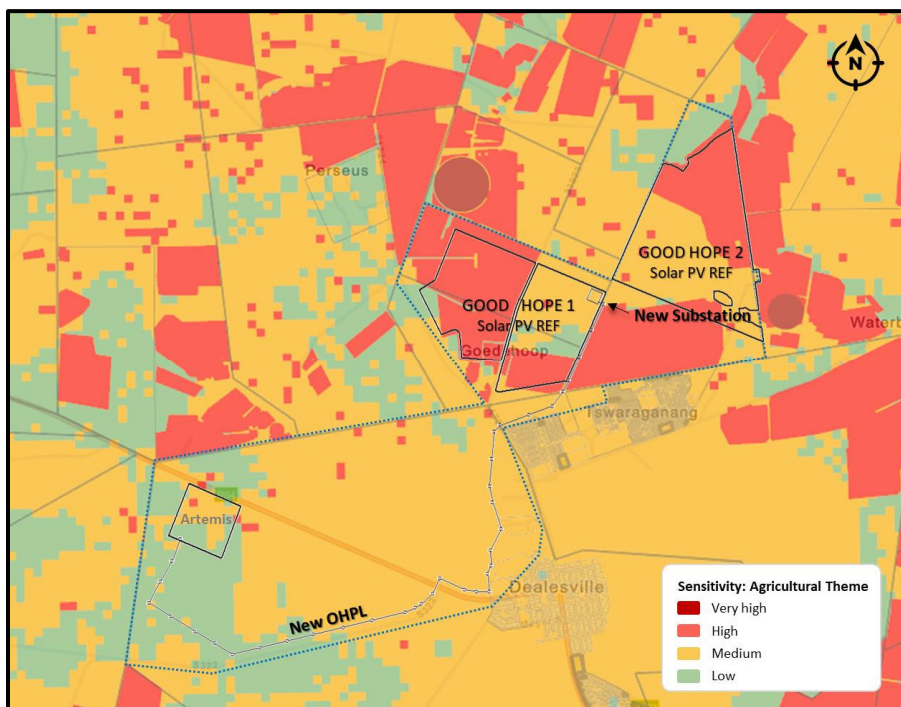 N
Perseus
GOOD HOPE 2
Solar PV REF
GOOD HOPE 1
Solar PV REF
New Substation
Goedehoop
Tswaraganang
Artemis
Dealesville
New OHPL
S322
Sensitivity: Agricultural Theme
Very high
High
Medium
Low